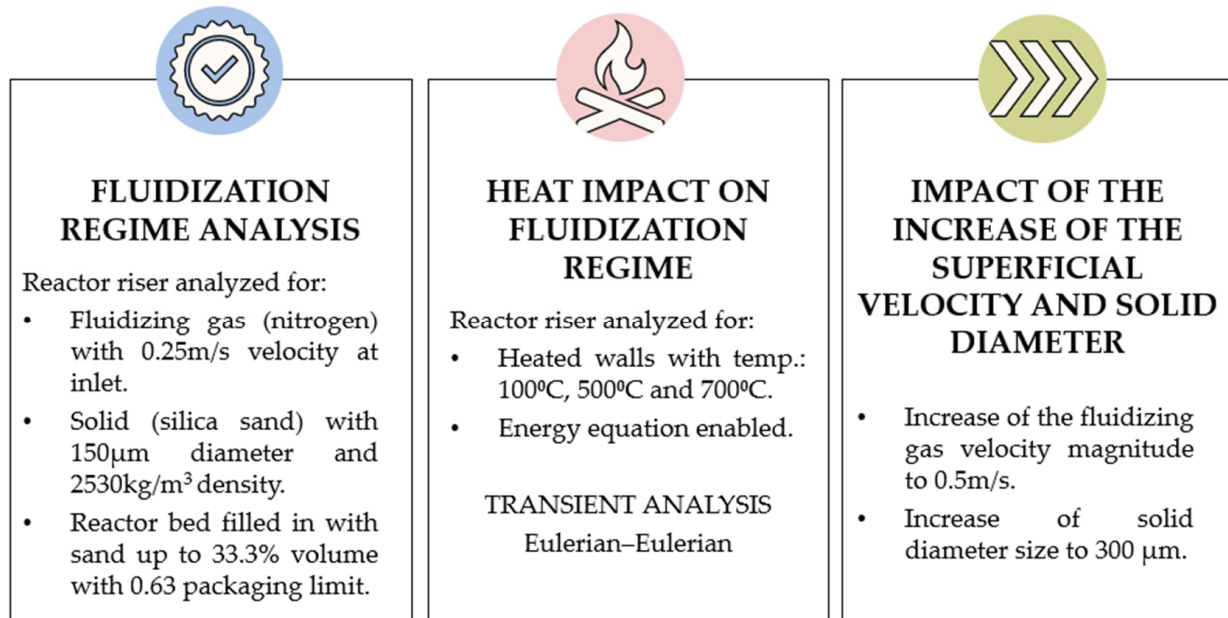 FLUIDIZATION
REGIME ANALYSIS
Reactor riser analyzed for:
• Fluidizing gas (nitrogen)
with 0.25m/s velocity at
inlet.
• Solid (silica sand) with
150μm diameter and
2530kg/m³ density.
• Reactor bed filled in with
sand up to 33.3% volume
with 0.63 packaging limit.
HEAT IMPACT ON
FLUIDIZATION
REGIME
Reactor riser analyzed for:
• Heated walls with temp.:
100⁰C, 500⁰C and 700⁰C.
• Energy equation enabled.
TRANSIENT ANALYSIS
Eulerian–Eulerian
IMPACT OF THE
INCREASE OF THE
SUPERFICIAL
VELOCITY AND SOLID
DIAMETER
• Increase of the fluidizing
gas velocity magnitude
to 0.5m/s.
• Increase of solid
diameter size to 300 μm.